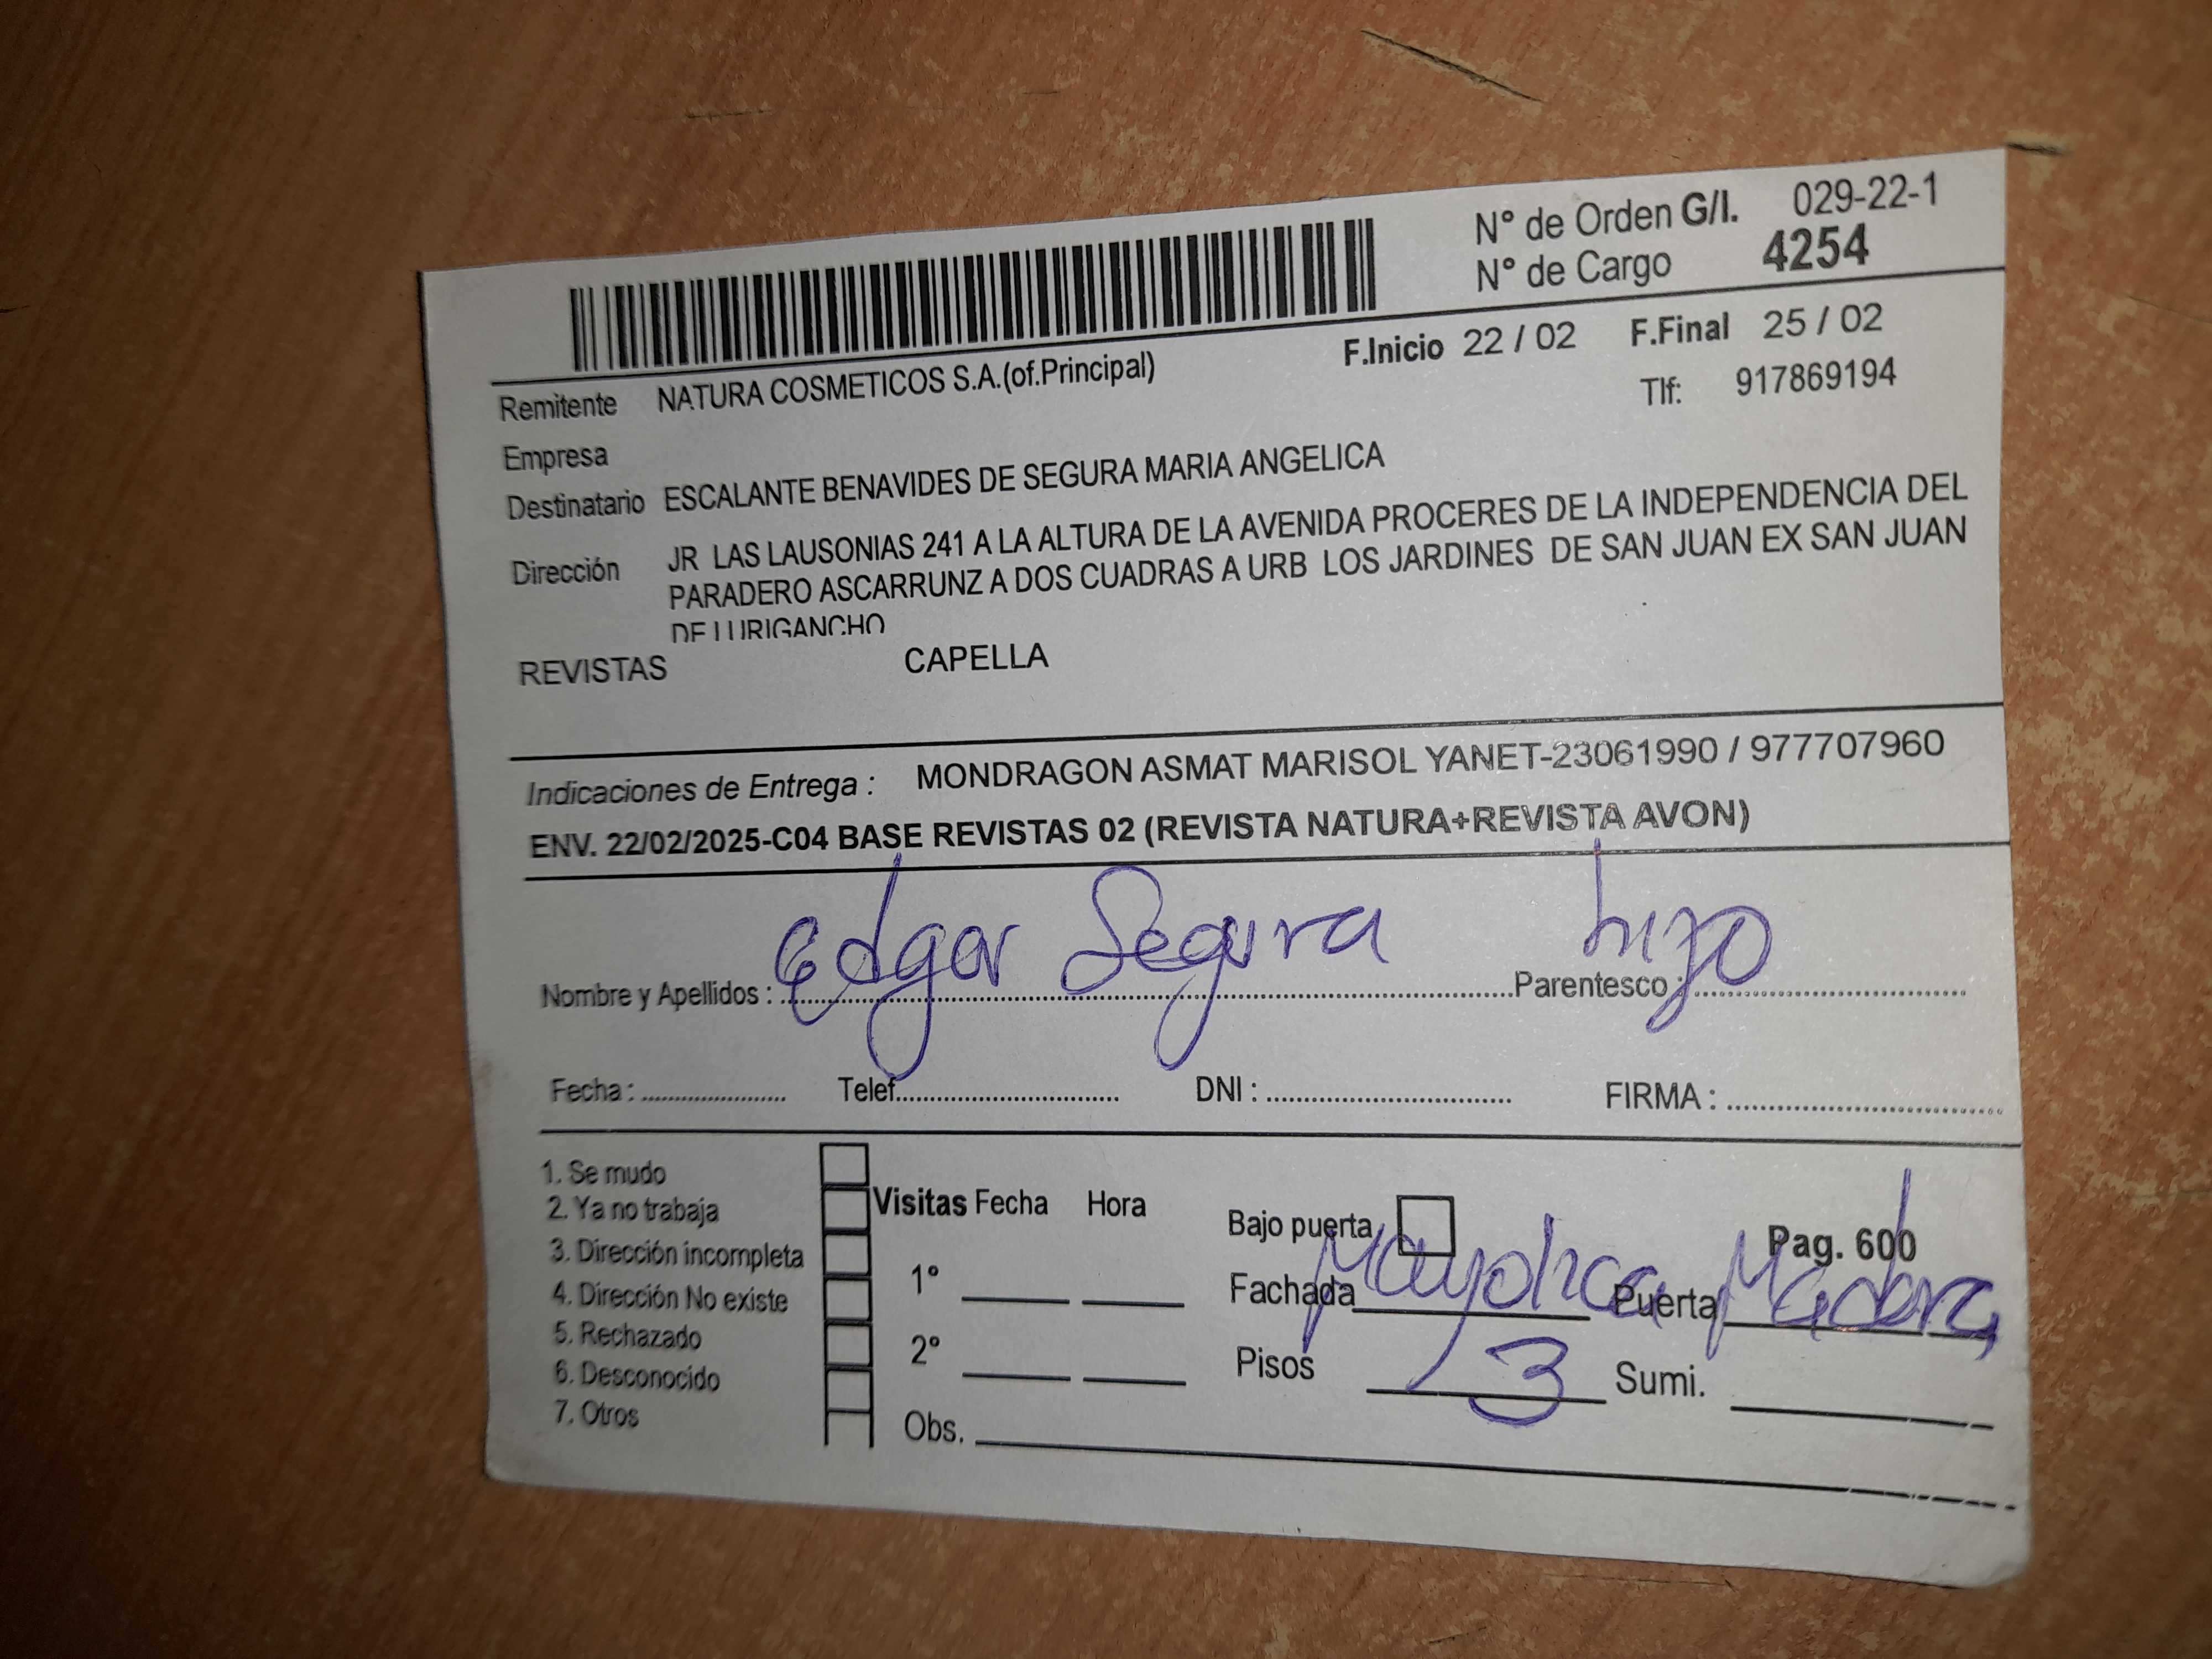 N° de Orden G/I. 029-22-1
N° de Cargo 4254
F.Inicio 22 / 02 F.Final 25 / 02
Remitente NATURA COSMETICOS S.A.(of.Principal)
Tlf: 917869194
Empresa
Destinatario ESCALANTE BENAVIDES DE SEGURA MARIA ANGELICA
Dirección JR LAS LAUSONIAS 241 A LA ALTURA DE LA AVENIDA PROCERES DE LA INDEPENDENCIA DEL
PARADERO ASCARRUNZ A DOS CUADRAS A URB LOS JARDINES DE SAN JUAN EX SAN JUAN
DE LURIGANCHO
REVISTAS CAPELLA
Indicaciones de Entrega : MONDRAGON ASMAT MARISOL YANET-23061990 / 977707960
ENV. 22/02/2025-C04 BASE REVISTAS 02 (REVISTA NATURA+REVISTA AVON)
Nombre y Apellidos : Edgar Segura Parentesco : hijo
Fecha : Telef. DNI : FIRMA :
1. Se mudo
2. Ya no trabaja
3. Dirección incompleta
4. Dirección No existe
5. Rechazado
6. Desconocido
7. Otros
Visitas Fecha Hora
1°
2°
Obs.
Bajo puerta Pag. 600
Fachada Mayolica Puerta Madera
Pisos 3 Sumi.